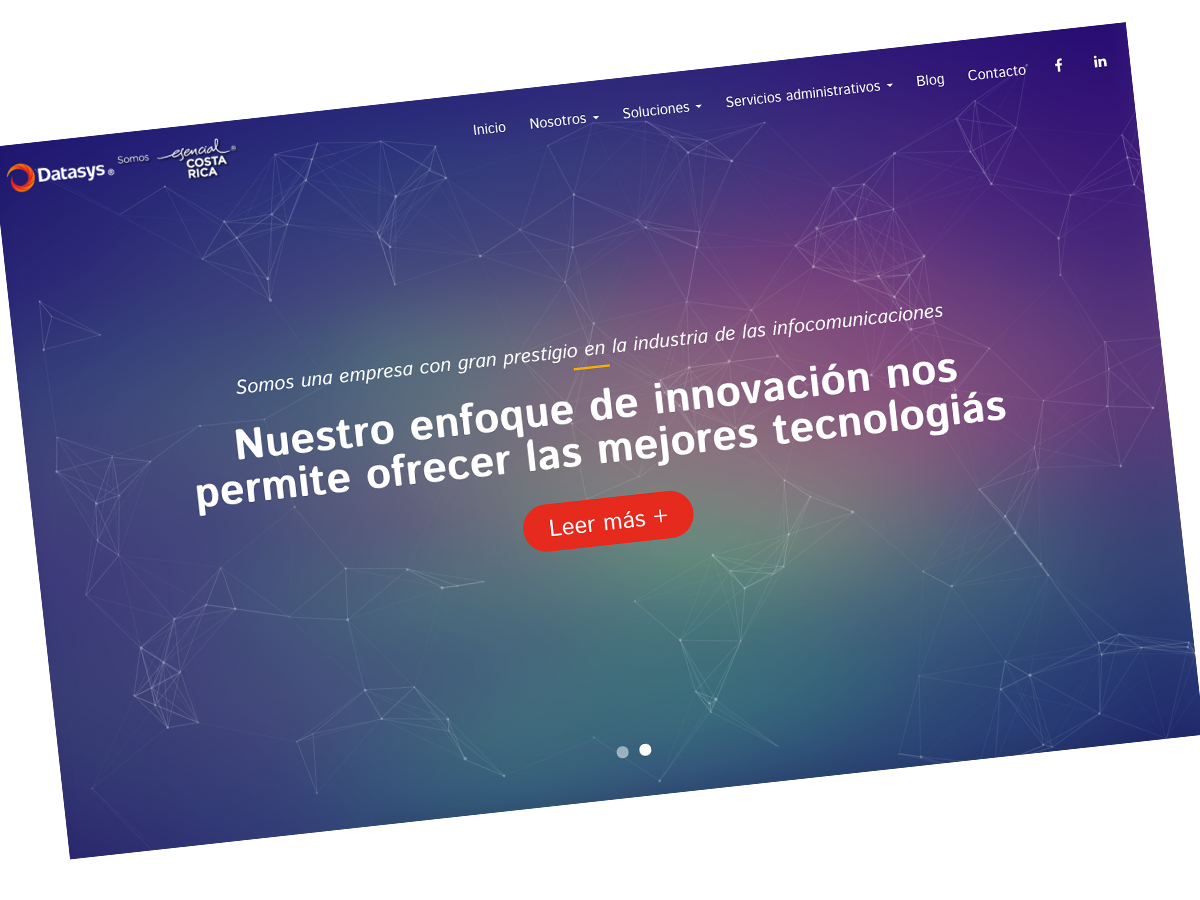 Datasys®
Somos
esencial®
COSTA
RICA
Inicio
Nosotros
Soluciones
Servicios administrativos
Blog
Contacto
f
in
Somos una empresa con gran prestigio en la industria de las infocomunicaciones
Nuestro enfoque de innovación nos
permite ofrecer las mejores tecnologiás
Leer más +